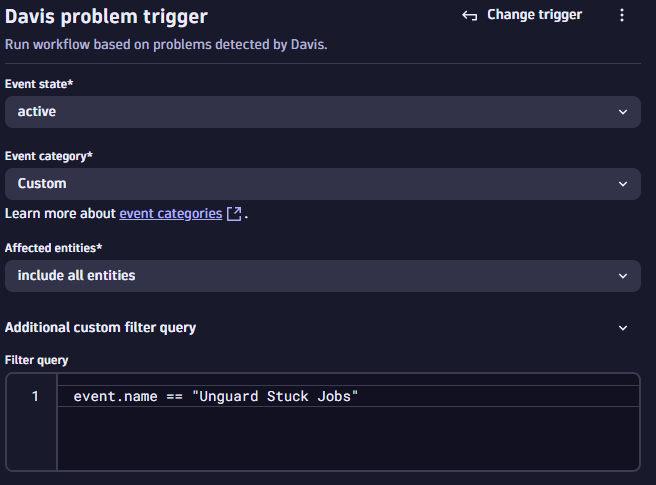 Davis problem trigger
Change trigger
Run workflow based on problems detected by Davis.
Event state*
active
Event category*
Custom
Learn more about event categories .
Affected entities*
include all entities
Additional custom filter query
Filter query
1 event.name == "Unguard Stuck Jobs"